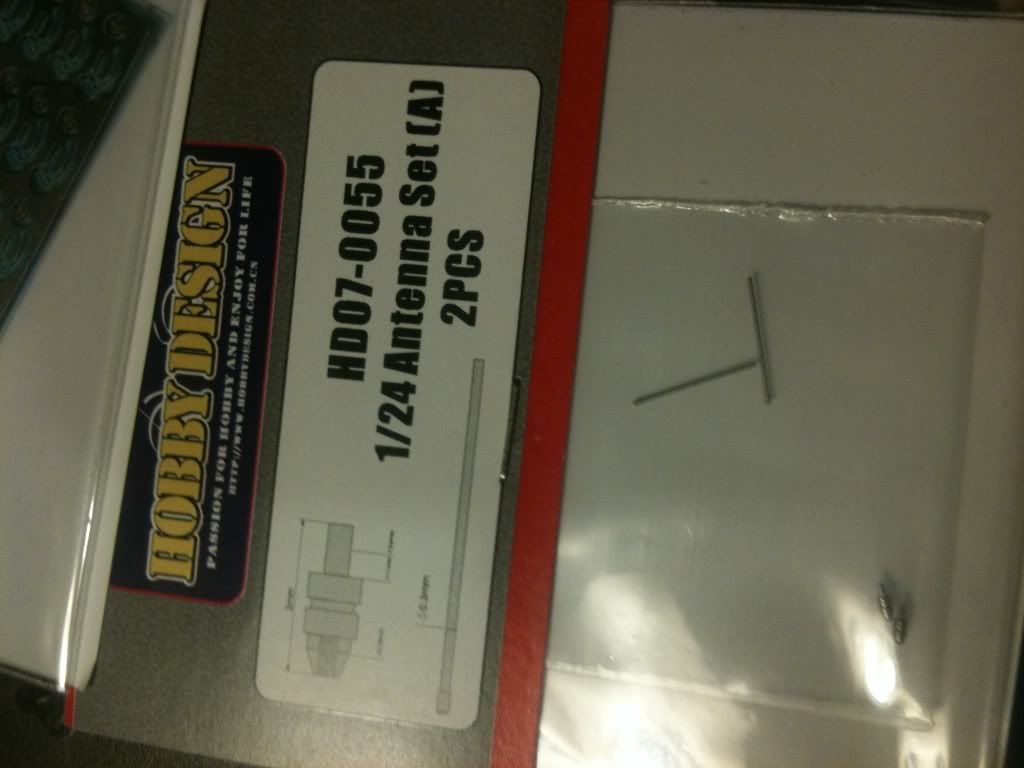 HOBBY DESIGN
PASSION FOR HOBBY AND ENJOY FOR LIFE
HTTP://WWW.HOBBYDESIGN.COM.CN
HD07-0055
1/24 Antenna Set (A)
2PCS